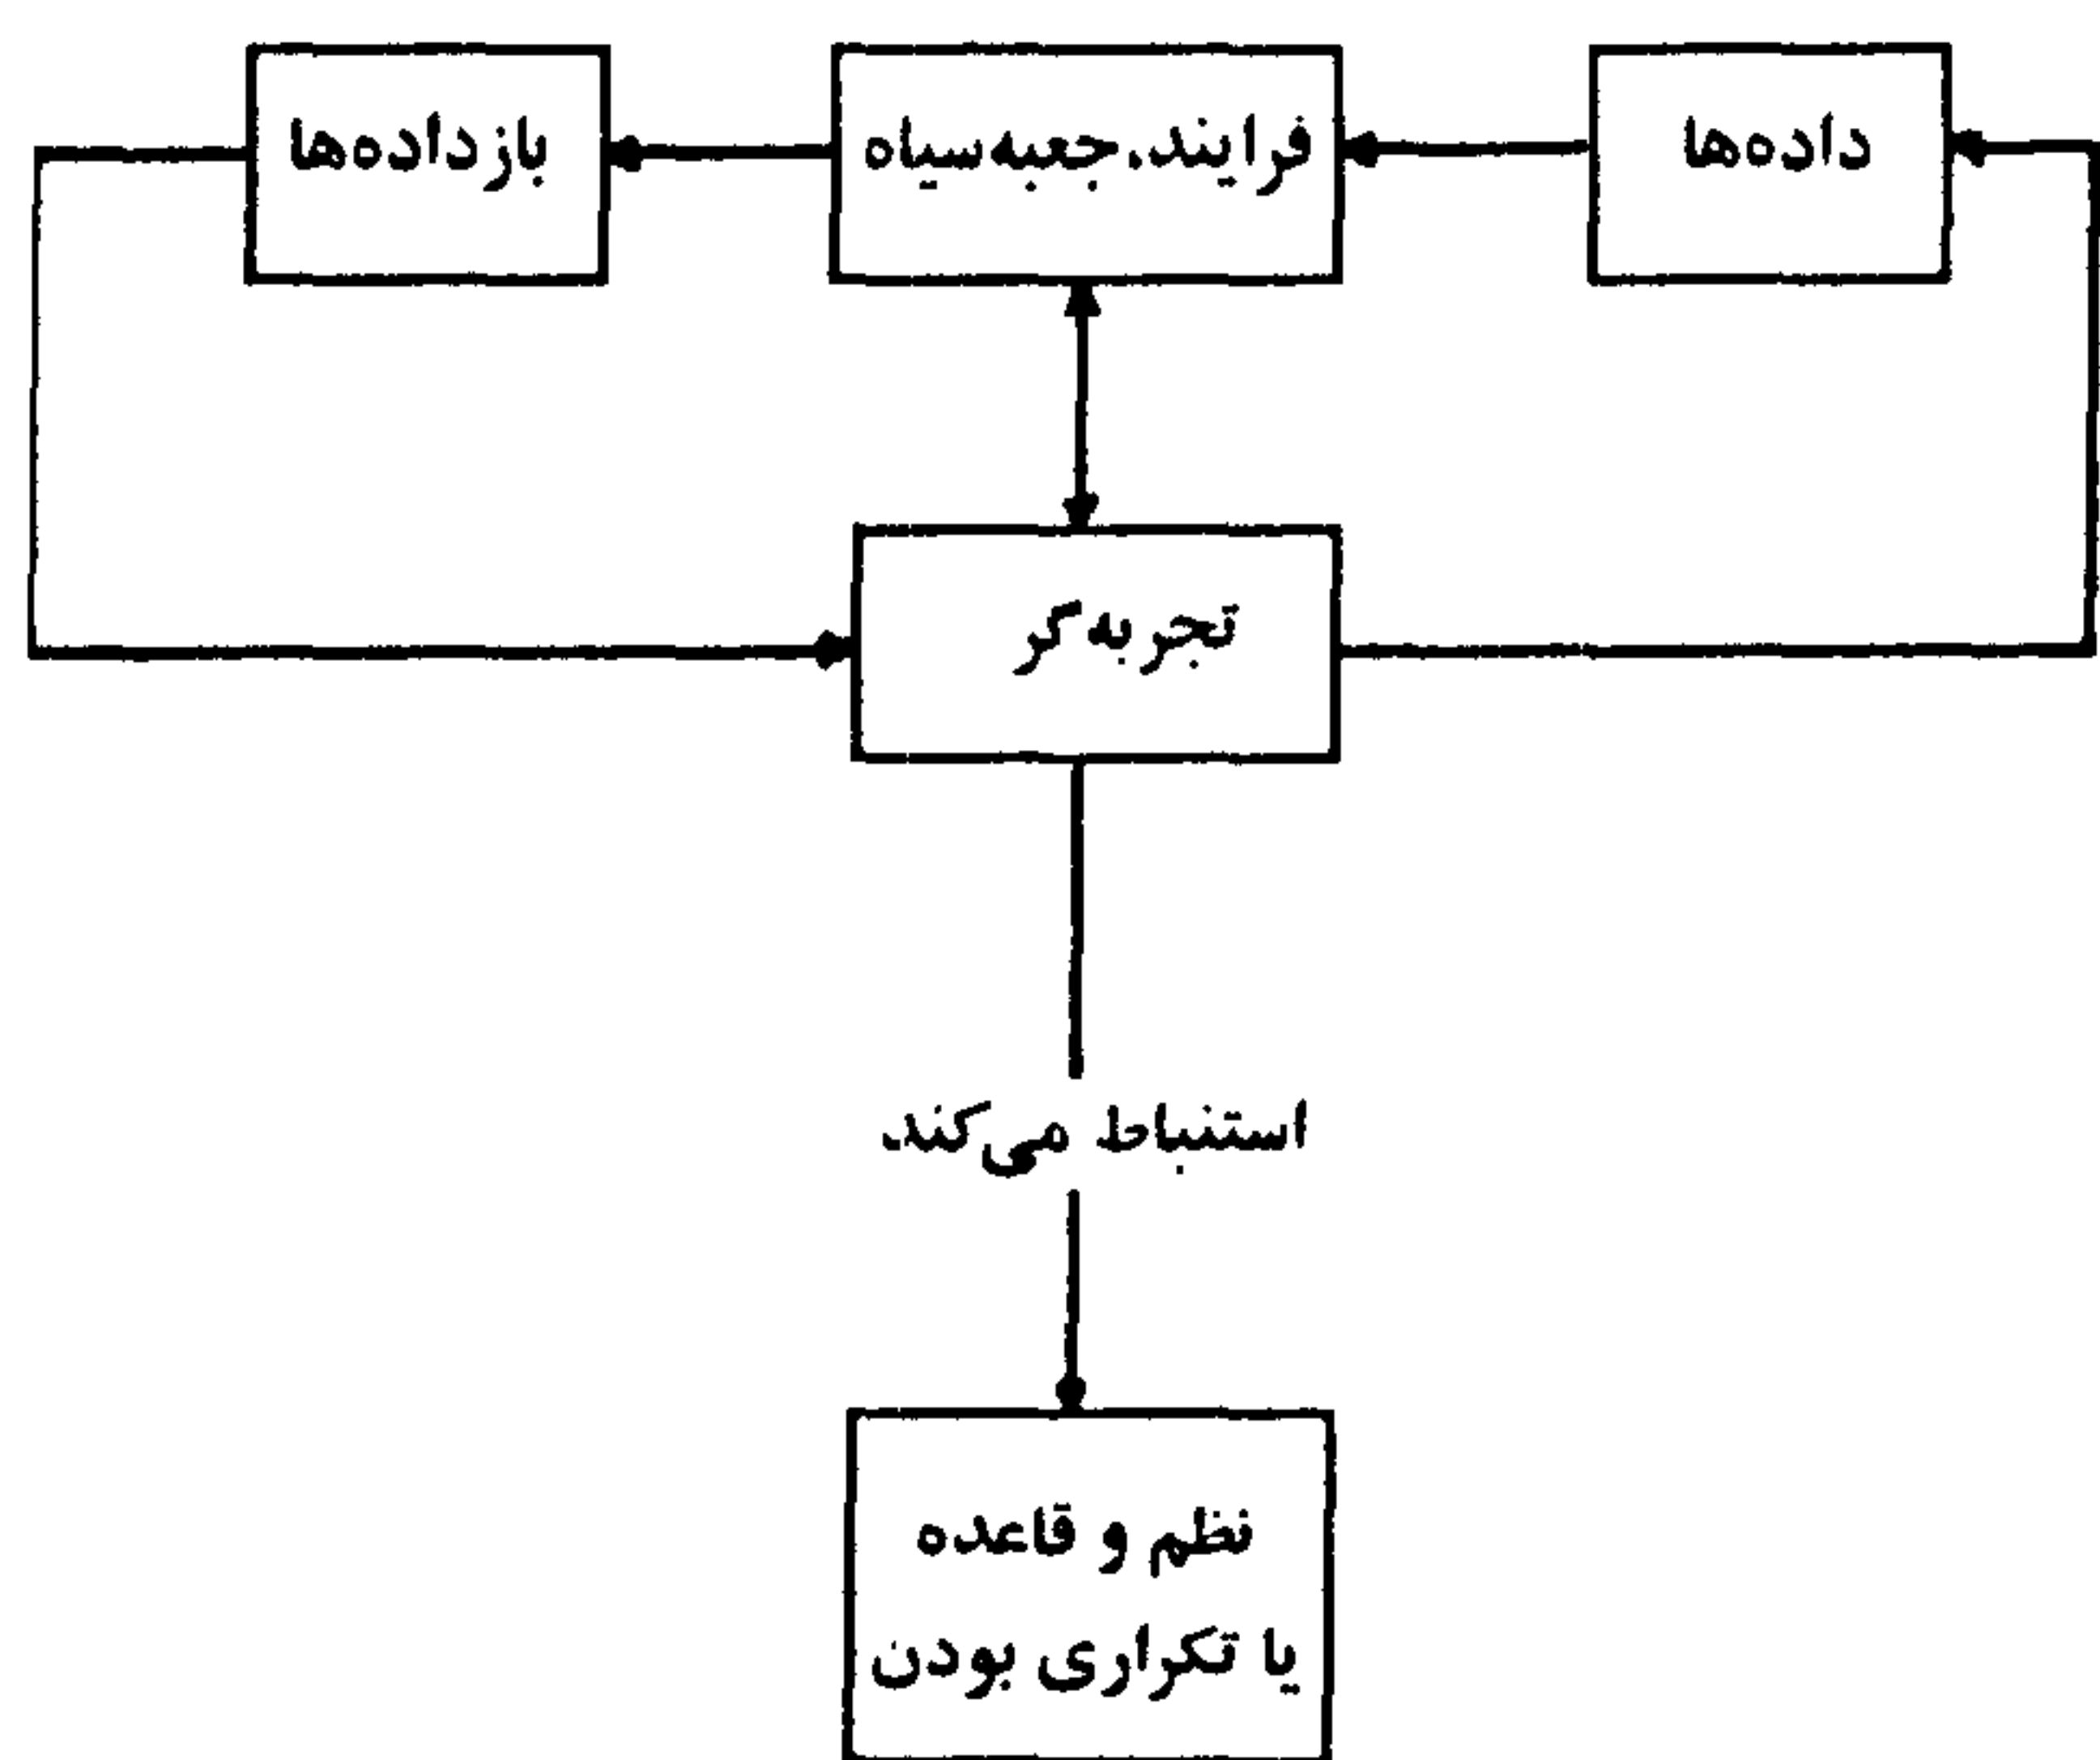 داده‌ها
فرایند، جعبه سیاه
بازداده‌ها
تجربه‌گر
استنباط می‌کند.
نظم و قاعده
یا تکراری بودن